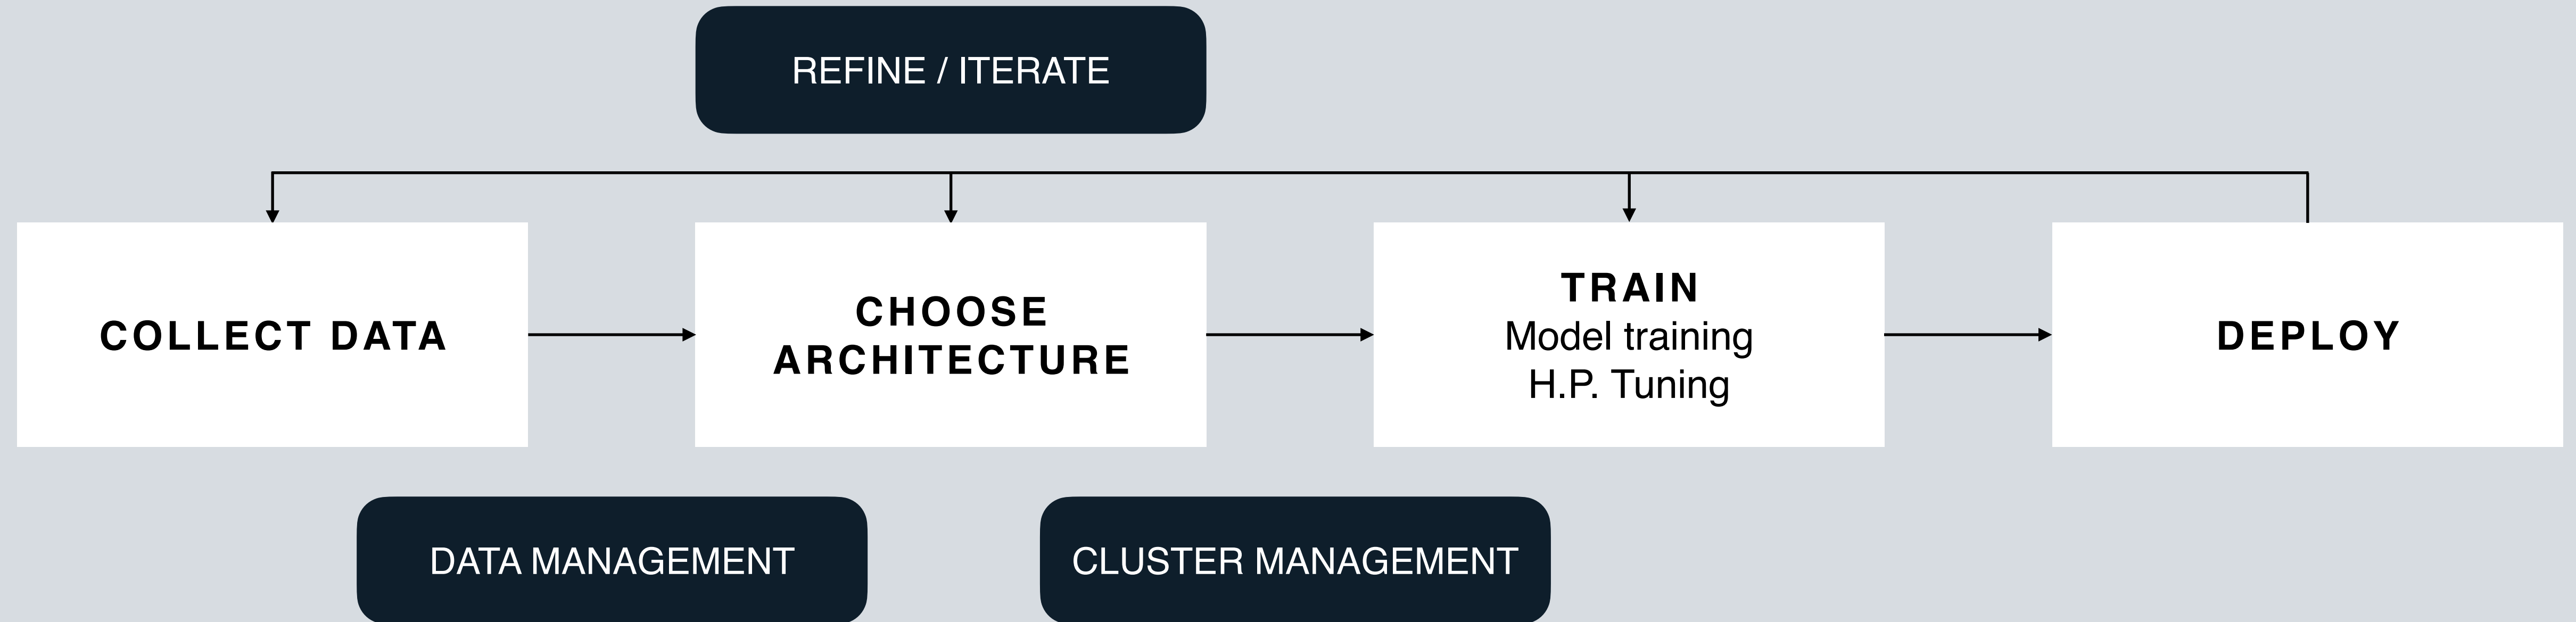 REFINE / ITERATE
COLLECT DATA
CHOOSE
ARCHITECTURE
TRAIN
Model training
H.P. Tuning
DEPLOY
DATA MANAGEMENT
CLUSTER MANAGEMENT